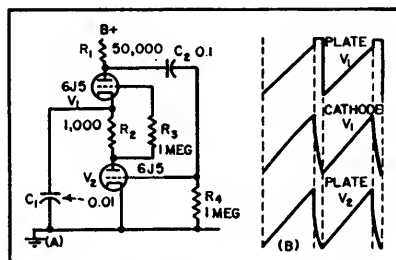 B+
R1 50,000 C2 0.1
6J5
V1
1,000 R2 R3
1 MEG
6J5
V2
C1 0.01
R4
1 MEG
(A)
PLATE
V1
CATHODE
V1
PLATE
V2
(B)